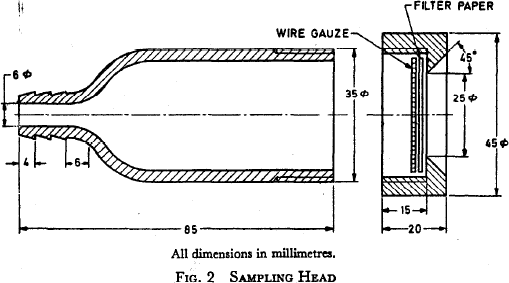 FILTER PAPER
WIRE GAUZE
45°
6 Φ
35 Φ
25 Φ
45 Φ
4
6
15
85
20
All dimensions in millimetres.
FIG. 2 SAMPLING HEAD